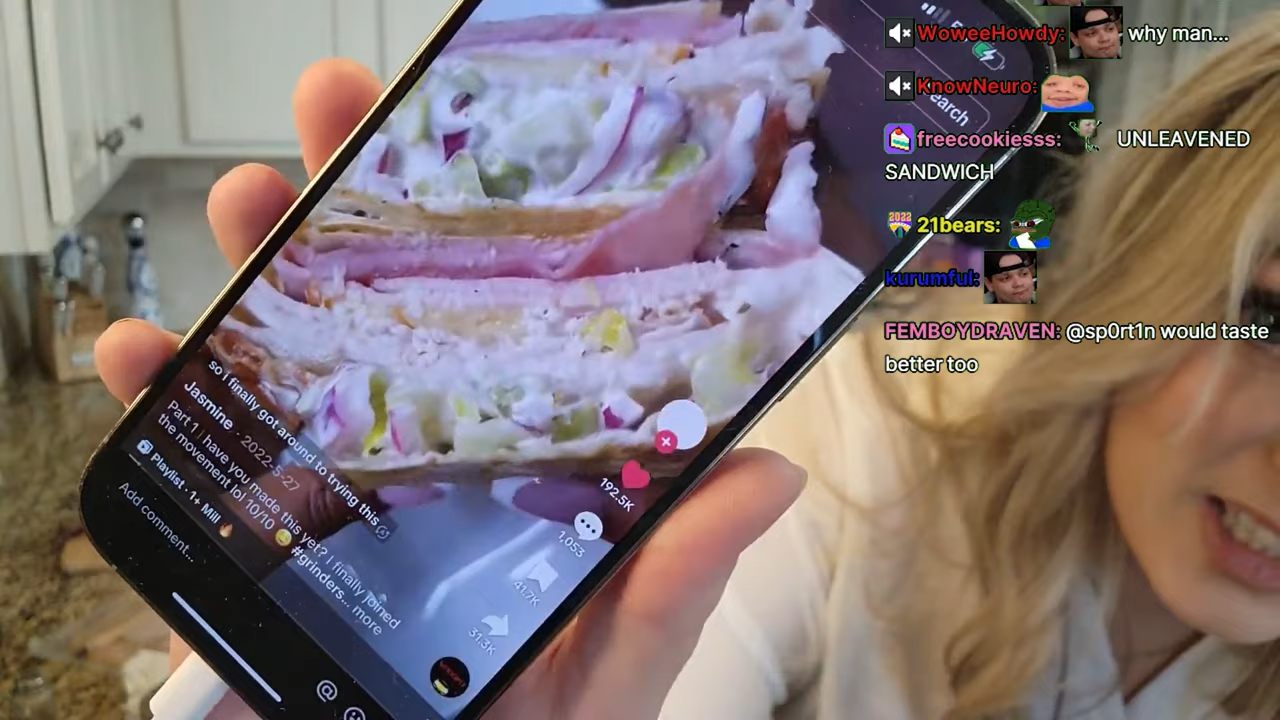 WoweeHowdy: why man...
KnowNeuro:
freecookiesss: UNLEAVENED
SANDWICH
21bears:
kurumful:
FEMBOYDRAVEN: @sp0rt1n would taste
better too
earch
so I finally got around to trying this
Jasmine · 2022-5-27
Part 1 | have you made this yet? I finally joined
the movement lol 10/10 #grinders... more
Playlist · 1+ Mill
Add comment...
192.5K
1,053
41.7K
31.3K
@
2022